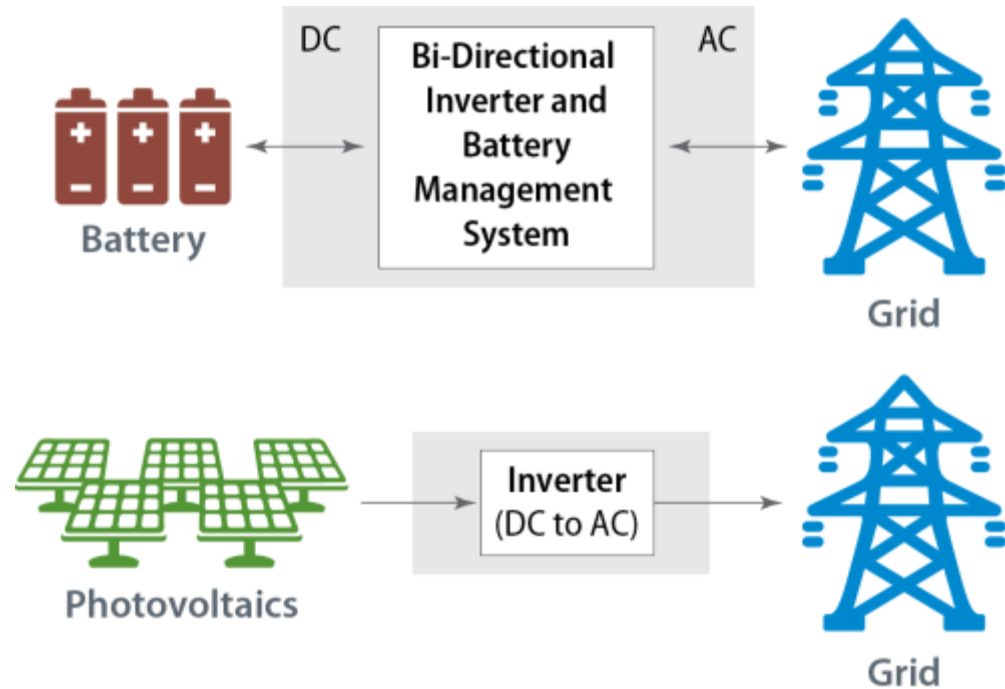 DC
AC
Bi-Directional
Inverter and
Battery
Management
System
Battery
Grid
Inverter
(DC to AC)
Photovoltaics
Grid